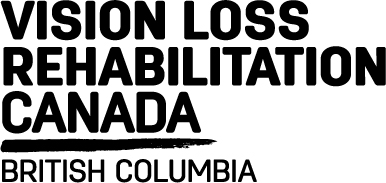 VISION LOSS
REHABILITATION
CANADA
BRITISH COLUMBIA